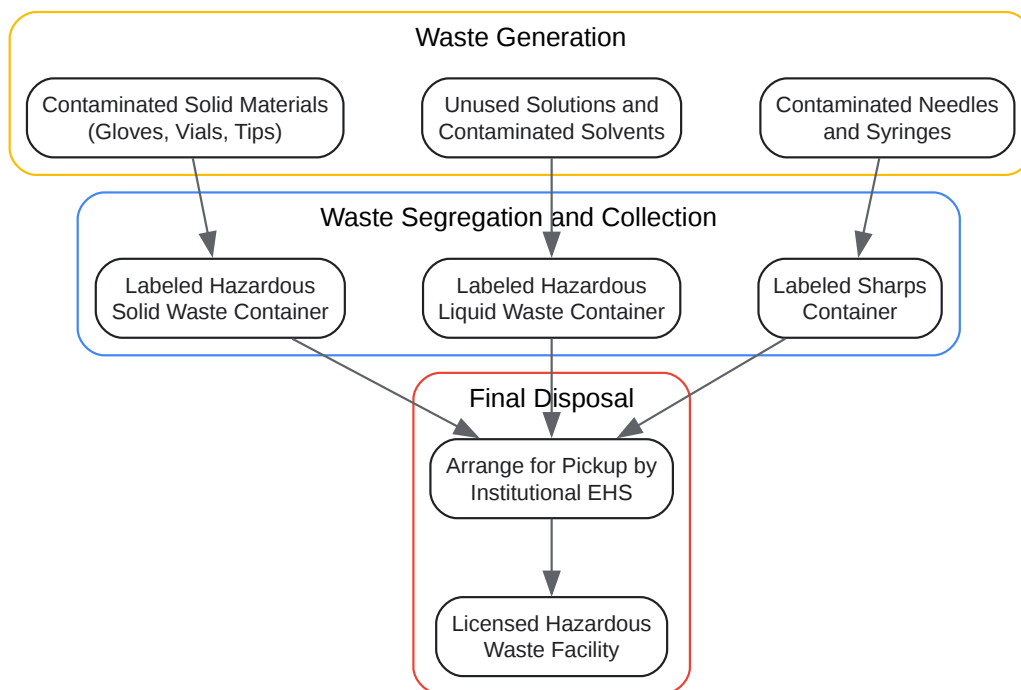 Waste Generation
Contaminated Solid Materials
(Gloves, Vials, Tips)
Unused Solutions and
Contaminated Solvents
Contaminated Needles
and Syringes
Waste Segregation and Collection
Labeled Hazardous
Solid Waste Container
Labeled Hazardous
Liquid Waste Container
Labeled Sharps
Container
Final Disposal
Arrange for Pickup by
Institutional EHS
Licensed Hazardous
Waste Facility